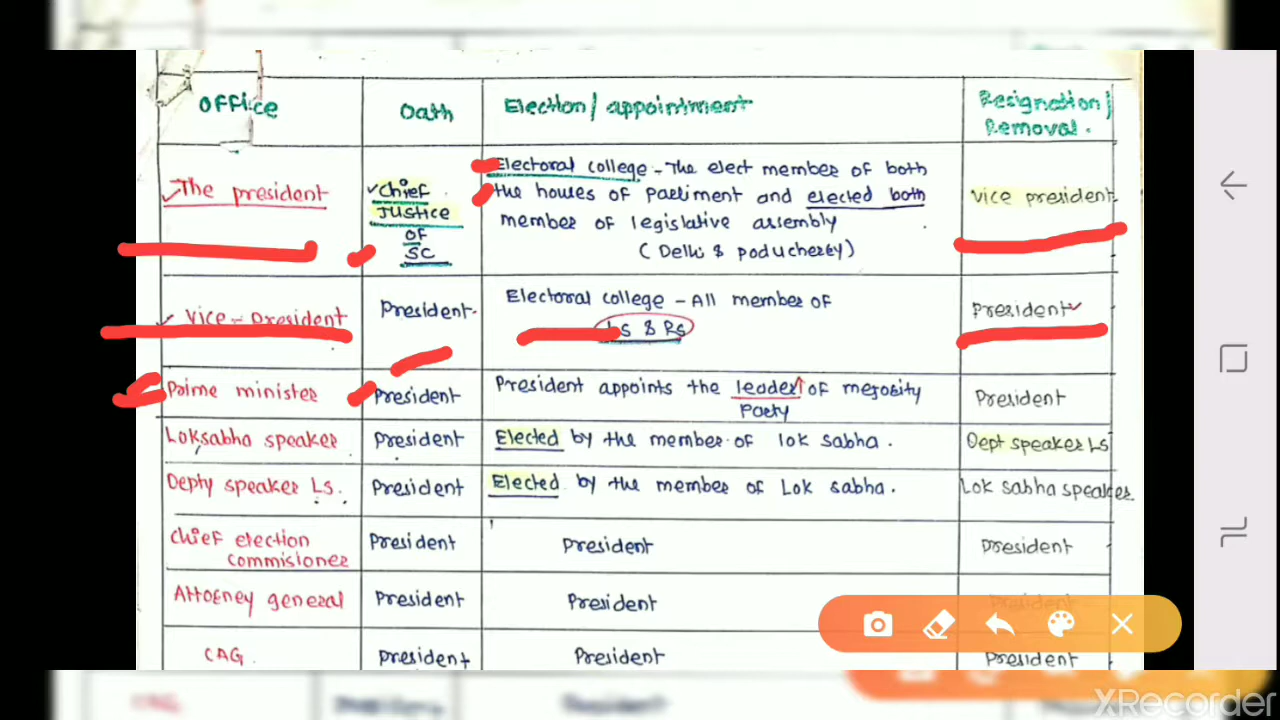 Office
Oath
Election/ appointment
Resignation/
Removal.
The president
Chief
Justice
OF
SC
Electoral college - The elect member of both
the houses of Parliment and elected both
member of legislative assembly
( Delhi & poducherry)
vice president
vice - President
President.
Electoral college - All member of
Ls & Rs
President
Prime minister
President
President appoints the leader of mejosity
Party
President
Loksabha speaker
President
Elected by the member of lok sabha.
Dept speaker Ls
Depty speaker Ls.
President
Elected by the member of Lok sabha.
Lok sabha speaker
Chief election
commisioner
President
President
President
Attorney general
President
President
President
CAG
President
President
President
XRecorder